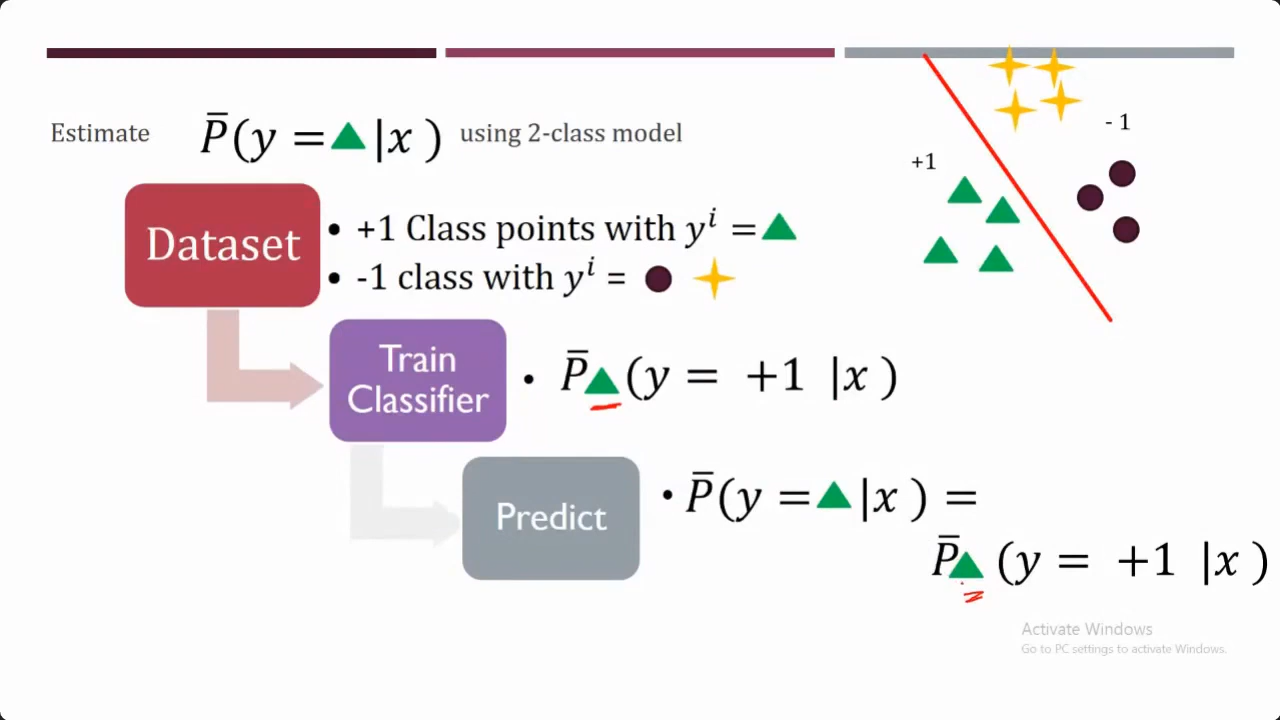 Estimate P̄(y = ▲ | x) using 2-class model
- 1
+1
Dataset
• +1 Class points with yⁱ = ▲
• -1 class with yⁱ = ● ✦
Train
Classifier
• P̄▲(y = +1 | x )
Predict
• P̄(y = ▲ | x ) =
P̄▲ (y = +1 | x )
Activate Windows
Go to PC settings to activate Windows.